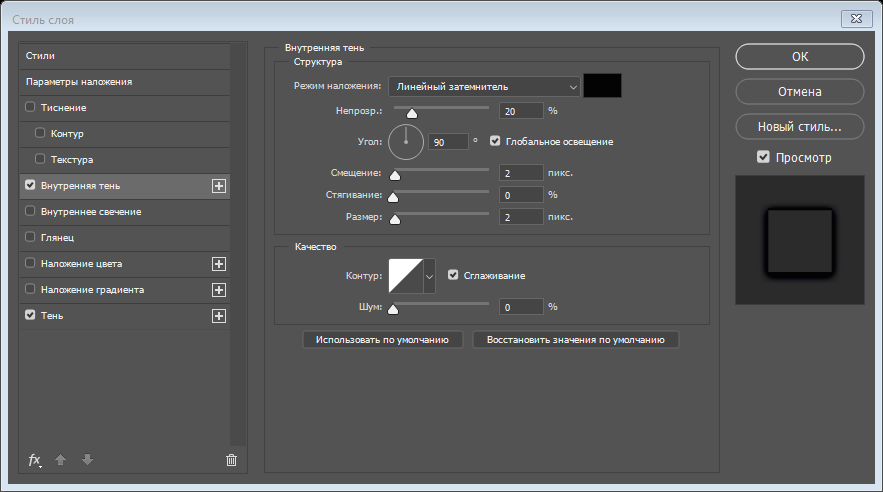 Стиль слоя
Стили
Параметры наложения
Тиснение
Контур
Текстура
Внутренняя тень
Внутреннее свечение
Глянец
Наложение цвета
Наложение градиента
Тень
fx
Внутренняя тень
Структура
Режим наложения: Линейный затемнитель
Непрозр.: 20 %
Угол: 90 ° Глобальное освещение
Смещение: 2 пикс.
Стягивание: 0 %
Размер: 2 пикс.
Качество
Контур: Сглаживание
Шум: 0 %
Использовать по умолчанию Восстановить значения по умолчанию
ОК
Отмена
Новый стиль...
Просмотр